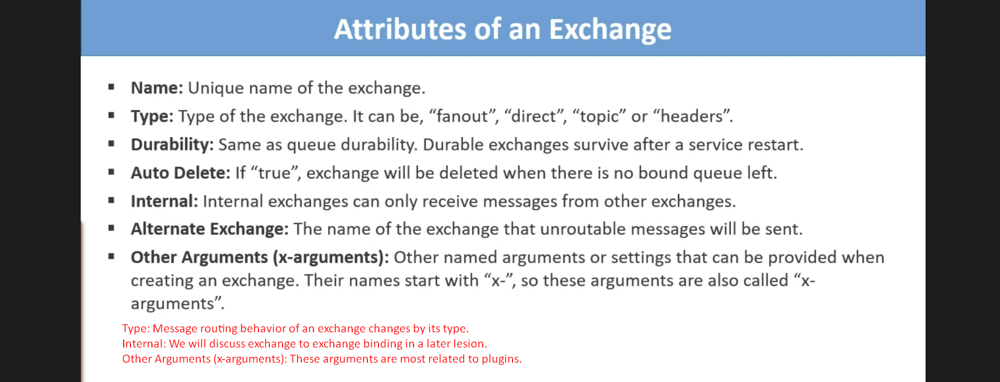 Attributes of an Exchange
▪ Name: Unique name of the exchange.
▪ Type: Type of the exchange. It can be, “fanout”, “direct”, “topic” or “headers”.
▪ Durability: Same as queue durability. Durable exchanges survive after a service restart.
▪ Auto Delete: If “true”, exchange will be deleted when there is no bound queue left.
▪ Internal: Internal exchanges can only receive messages from other exchanges.
▪ Alternate Exchange: The name of the exchange that unroutable messages will be sent.
▪ Other Arguments (x-arguments): Other named arguments or settings that can be provided when
creating an exchange. Their names start with “x-”, so these arguments are also called “x-
arguments”.
Type: Message routing behavior of an exchange changes by its type.
Internal: We will discuss exchange to exchange binding in a later lesion.
Other Arguments (x-arguments): These arguments are most related to plugins.